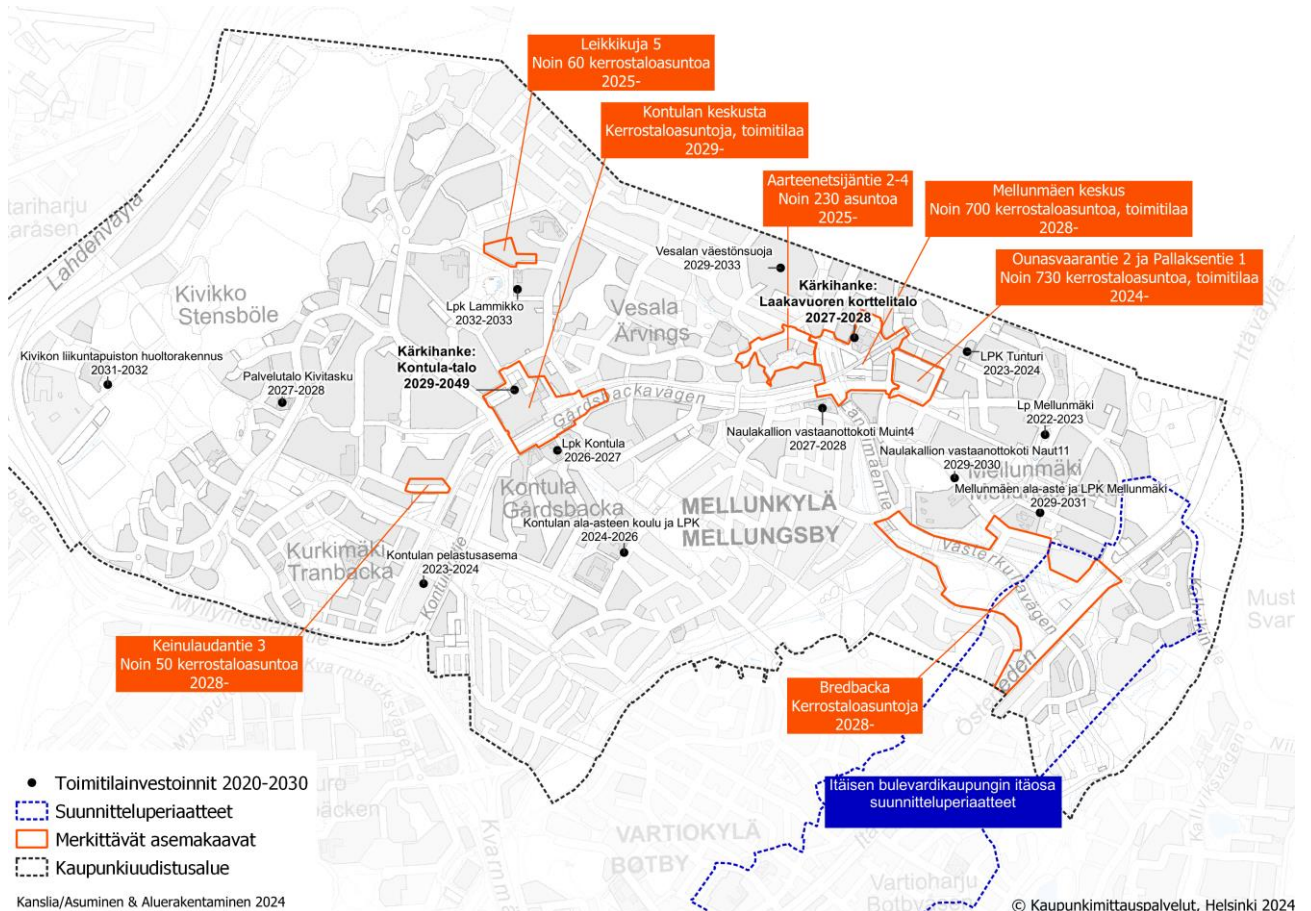 Leikkikuja 5
Noin 60 kerrostaloasuntoa
2025-
Kontulan keskusta
Kerrostaloasuntoja, toimitilaa
2029-
Aarteenetsijäntie 2-4
Noin 230 asuntoa
2025-
Mellunmäen keskus
Noin 700 kerrostaloasuntoa, toimitilaa
2028-
Ounasvaarantie 2 ja Pallaksentie 1
Noin 730 kerrostaloasuntoa, toimitilaa
2024-
Lahdenväylä
Kivikko
Stensböle
Vesalan väestönsuoja
2029-2033
Kärkihanke:
Laakavuoren korttelitalo
2027-2028
Lpk Lammikko
2032-2033
Vesala
Ärvings
Itäväylä
Kivikon liikuntapuiston huoltorakennus
2031-2032
Palvelutalo Kivitasku
2027-2028
Kärkihanke:
Kontula-talo
2029-2049
LPK Tunturi
2023-2024
Gårdsbackavägen
Naulakallion vastaanottokoti Muint4
2027-2028
Lp Mellunmäki
2022-2023
Lpk Kontula
2026-2027
Naulakallion vastaanottokoti Naut11
2029-2030
Mellunmäki
Mellunmäen ala-aste ja LPK Mellunmäki
2029-2031
Kontula
Gårdsbacka
MELLUNKYLÄ
MELLUNGSBY
Kontulan ala-asteen koulu ja LPK
2024-2026
Kurkimäki
Tranbacka
Kontulan pelastusasema
2023-2024
Västerkullavägen
Keinulaudantie 3
Noin 50 kerrostaloasuntoa
2028-
Bredbacka
Kerrostaloasuntoja
2028-
Itäisen bulevardikaupungin itäosa
suunnitteluperiaatteet
VARTIOKYLÄ
BOTBY
Vartioharju
Toimitilainvestoinnit 2020-2030
Suunnitteluperiaatteet
Merkittävät asemakaavat
Kaupunkiuudistusalue
Kanslia/Asuminen & Aluerakentaminen 2024
© Kaupunkimittauspalvelut, Helsinki 2024